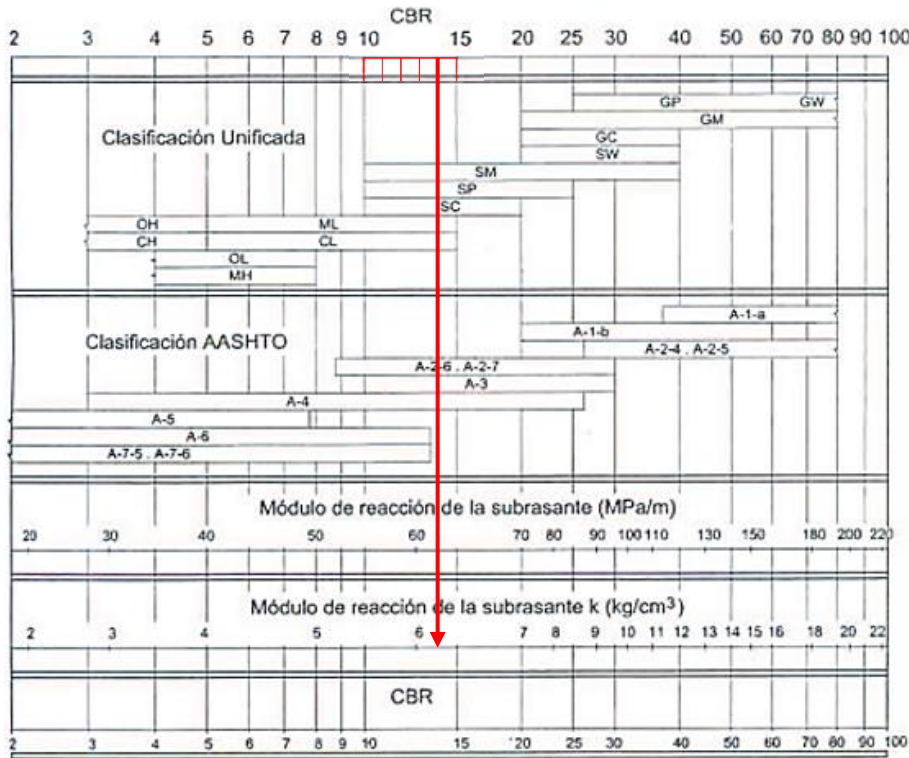 CBR
2 3 4 5 6 7 8 9 10 15 20 25 30 40 50 60 70 80 90 100
GP GW
GM
Clasificación Unificada
GC
SW
SM
SP
SC
OH ML
CH CL
OL
MH
A-1-a
A-1-b
Clasificación AASHTO
A-2-4 . A-2-5
A-2-6 . A-2-7
A-3
A-4
A-5
A-6
A-7-5 . A-7-6
Módulo de reacción de la subrasante (MPa/m)
20 30 40 50 60 70 80 90 100 110 130 150 180 200 220
Módulo de reacción de la subrasante k (kg/cm³)
2 3 4 5 6 7 8 9 10 11 12 13 14 15 16 18 20 22
CBR
2 3 4 5 6 7 8 9 10 15 20 25 30 40 50 60 70 80 90 100